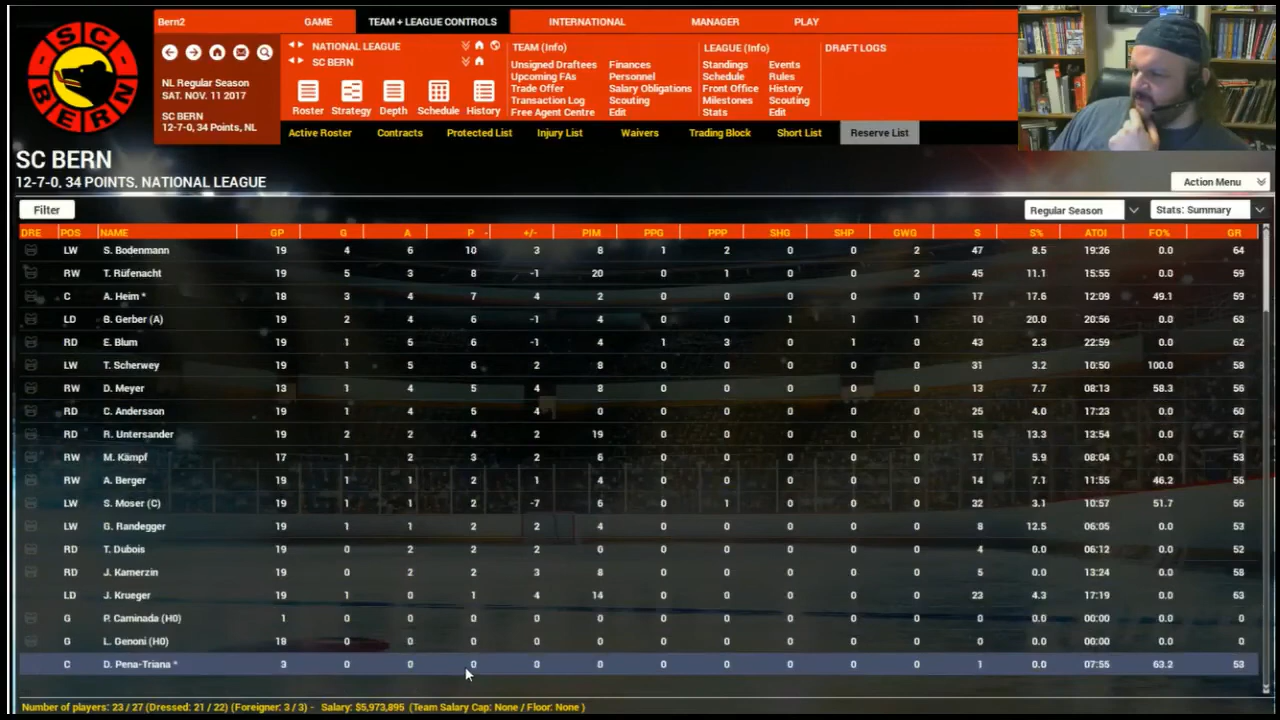 SC BERN
Bern2 GAME TEAM + LEAGUE CONTROLS INTERNATIONAL MANAGER PLAY
NATIONAL LEAGUE
SC BERN
NL Regular Season
SAT. NOV. 11 2017
SC BERN
12-7-0, 34 Points, NL
Roster Strategy Depth Schedule History
TEAM (Info)
Unsigned Draftees Finances
Upcoming FAs Personnel
Trade Offer Salary Obligations
Transaction Log Scouting
Free Agent Centre Edit
LEAGUE (Info)
Standings Events
Schedule Rules
Front Office History
Milestones Scouting
Stats Edit
DRAFT LOGS
Active Roster Contracts Protected List Injury List Waivers Trading Block Short List Reserve List
SC BERN
12-7-0, 34 POINTS, NATIONAL LEAGUE
Action Menu
Filter Regular Season Stats: Summary
DRE POS NAME GP G A P +/- PIM PPG PPP SHG SHP GWG S S% ATOI FO% GR
LW S. Bodenmann 19 4 6 10 3 8 1 2 0 0 2 47 8.5 19:26 0.0 64
RW T. Rüfenacht 19 5 3 8 -1 20 0 1 0 0 2 45 11.1 15:55 0.0 59
C A. Heim * 18 3 4 7 4 2 0 0 0 0 0 17 17.6 12:09 49.1 59
LD B. Gerber (A) 19 2 4 6 -1 4 0 0 1 1 1 10 20.0 20:56 0.0 63
RD E. Blum 19 1 5 6 -1 4 1 3 0 1 0 43 2.3 22:59 0.0 62
LW T. Scherwey 19 1 5 6 2 8 0 0 0 0 0 31 3.2 10:50 100.0 58
RW D. Meyer 13 1 4 5 4 8 0 0 0 0 0 13 7.7 08:13 58.3 56
RD C. Andersson 19 1 4 5 4 0 0 0 0 0 0 25 4.0 17:23 0.0 60
RD R. Untersander 19 2 2 4 2 19 0 0 0 0 0 15 13.3 13:54 0.0 57
RW M. Kämpf 17 1 2 3 2 6 0 0 0 0 0 17 5.9 08:04 0.0 53
RW A. Berger 19 1 1 2 1 4 0 0 0 0 0 14 7.1 11:55 46.2 55
LW S. Moser (C) 19 1 1 2 -7 6 0 1 0 0 0 32 3.1 10:57 51.7 55
LW G. Randegger 19 1 1 2 2 4 0 0 0 0 0 8 12.5 06:05 0.0 53
RD T. Dubois 19 0 2 2 2 6 0 0 0 0 0 4 0.0 06:12 0.0 52
RD J. Kamerzin 19 0 2 2 3 8 0 0 0 0 0 5 0.0 13:24 0.0 58
LD J. Krueger 19 1 0 1 4 14 0 0 0 0 0 23 4.3 17:19 0.0 63
G P. Caminada (H0) 1 0 0 0 0 0 0 0 0 0 0 0 0.0 00:00 0.0 0
G L. Genoni (H0) 18 0 0 0 0 0 0 0 0 0 0 0 0.0 00:00 0.0 0
C D. Pena-Triana * 3 0 0 0 0 0 0 0 0 0 0 1 0.0 07:55 63.2 53
Number of players: 23 / 27 (Dressed: 21 / 22) (Foreigner: 3 / 3) - Salary: $5,973,895 (Team Salary Cap: None / Floor: None )